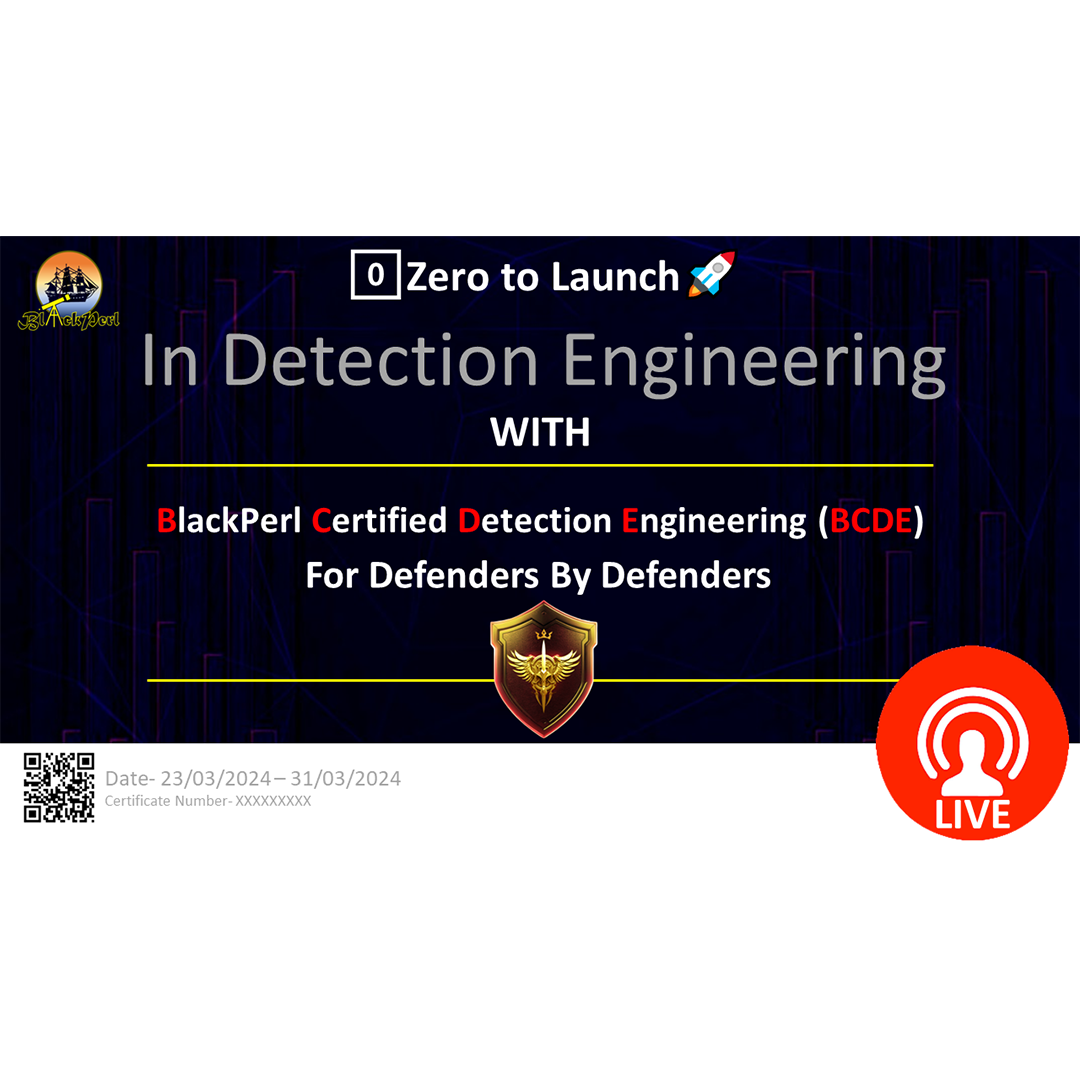 BlackPerl
0 Zero to Launch
In Detection Engineering
WITH
BlackPerl Certified Detection Engineering (BCDE)
For Defenders By Defenders
Date- 23/03/2024 – 31/03/2024
Certificate Number- XXXXXXXXX
LIVE